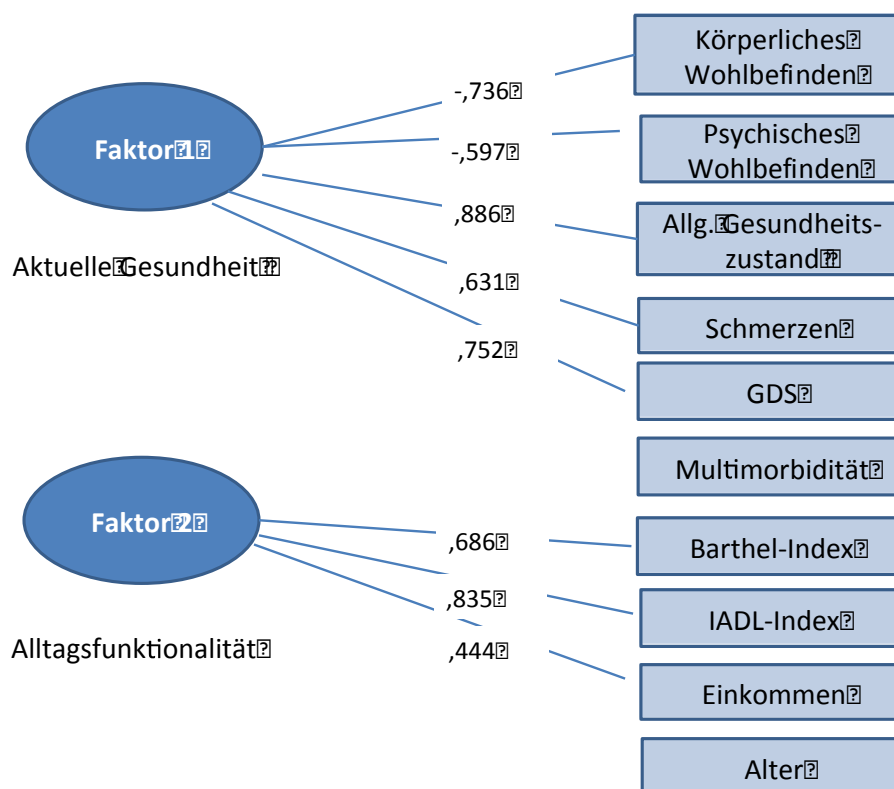 Körperliches
Wohlbefinden
-,736
Psychisches
Wohlbefinden
-,597
Faktor 1
,886
Allg. Gesundheits-
zustand
Aktuelle Gesundheit
,631
Schmerzen
,752
GDS
Multimorbidität
Faktor 2
,686
Barthel-Index
,835
IADL-Index
Alltagsfunktionalität
,444
Einkommen
Alter